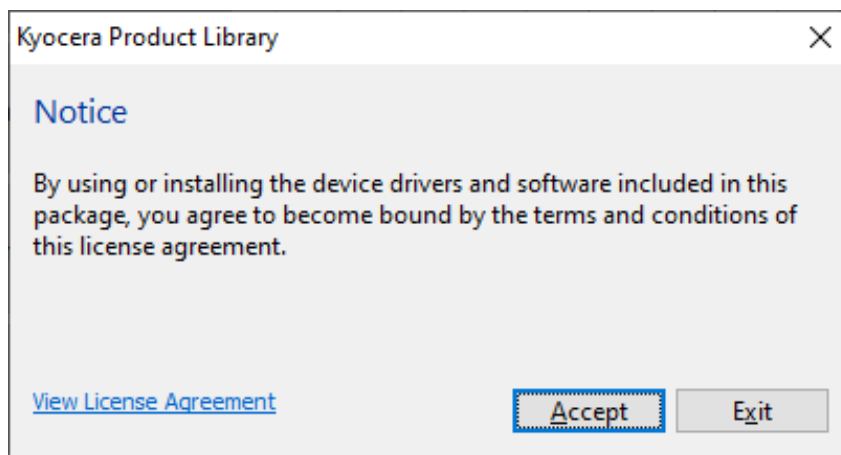 Kyocera Product Library
Notice
By using or installing the device drivers and software included in this
package, you agree to become bound by the terms and conditions of
this license agreement.
View License Agreement
Accept
Exit